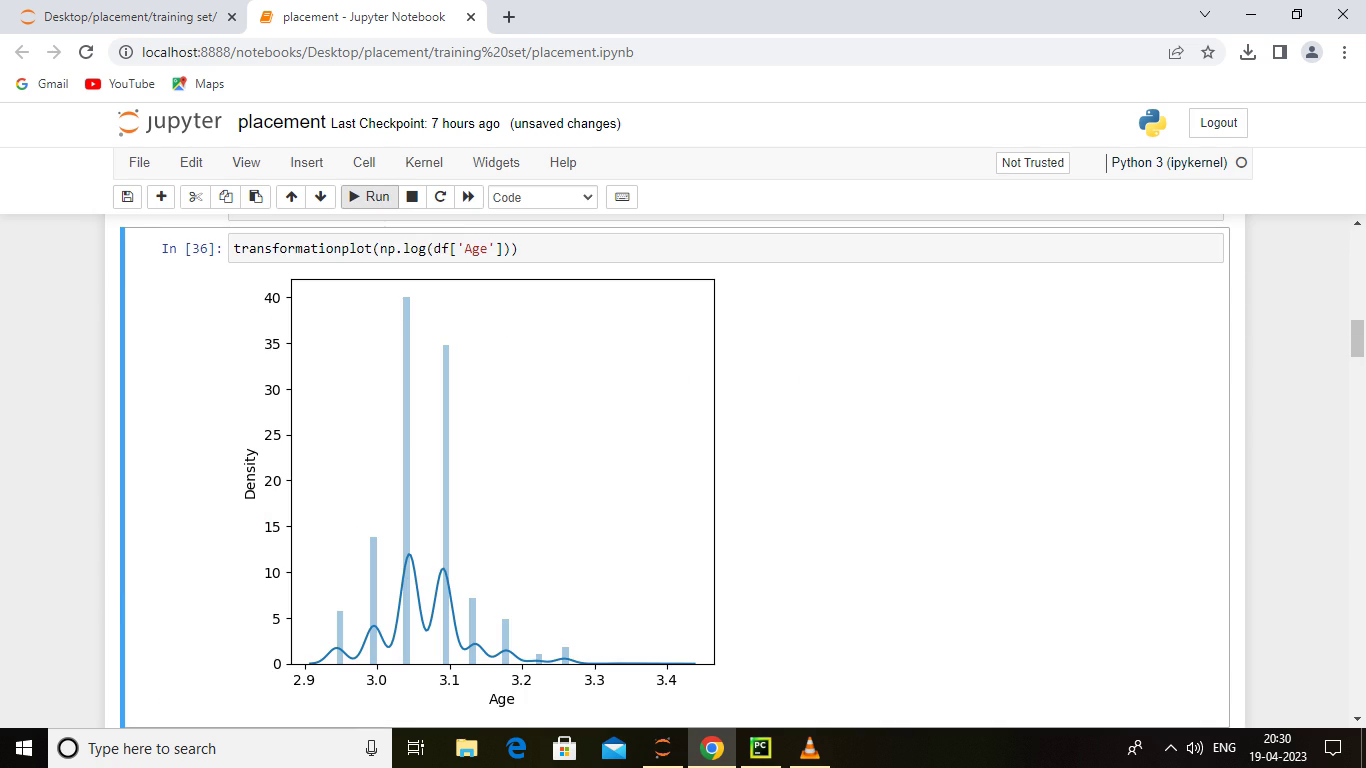 Desktop/placement/training set/
placement - Jupyter Notebook
localhost:8888/notebooks/Desktop/placement/training%20set/placement.ipynb
Gmail YouTube Maps
jupyter placement Last Checkpoint: 7 hours ago (unsaved changes) Logout
File Edit View Insert Cell Kernel Widgets Help Not Trusted Python 3 (ipykernel)
Run Code
In [36]: transformationplot(np.log(df['Age']))
40
35
30
25
20
15
10
5
0
Density
2.9 3.0 3.1 3.2 3.3 3.4
Age
Type here to search
PC
ENG
20:30
19-04-2023